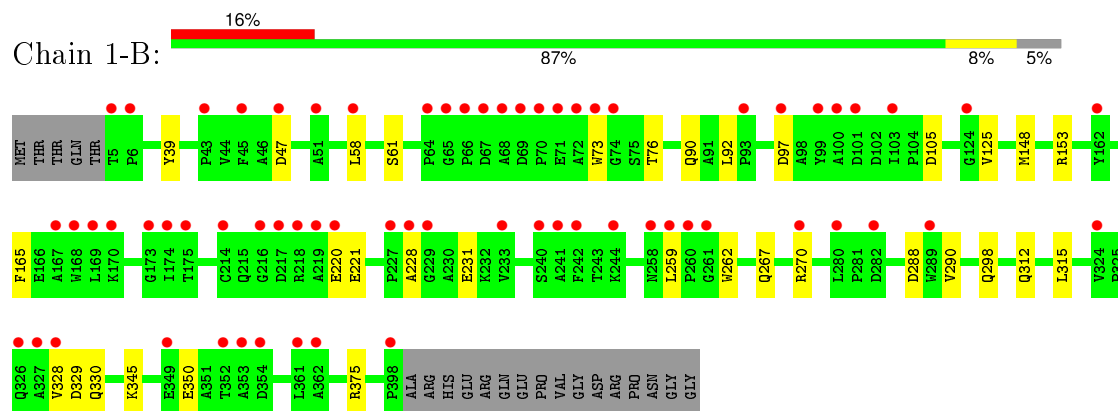 16%
Chain 1-B:
87% 8% 5%
MET THR THR GLN THR T5 P6 Y39 P43 V44 F45 A46 D47 A51 L58 S61 P64 G65 P66 D67 A68 D69 P70 E71 A72 W73 G74 S75 T76 Q90 A91 L92 P93 D97 A98 Y99 A100 D101 D102 I103 P104 D105 G124 V125 M148 R153 Y162
F165 E166 A167 W168 L169 K170 G173 I174 T175 C214 Q215 G216 D217 R218 A219 E220 E221 P227 A228 G229 A230 E231 K232 V233 S240 A241 F242 T243 K244 N258 L259 P260 G261 W262 Q267 R270 L280 P281 D282 D288 W289 V290 Q298 Q312 L315 V324 P325
Q326 A327 V328 D329 Q330 K345 E349 E350 A351 T352 A353 D354 L361 A362 R375 P398 ALA ARG HIS GLU ARG GLN GLU PRO VAL GLY ASP ARG PRO ASN GLY GLY